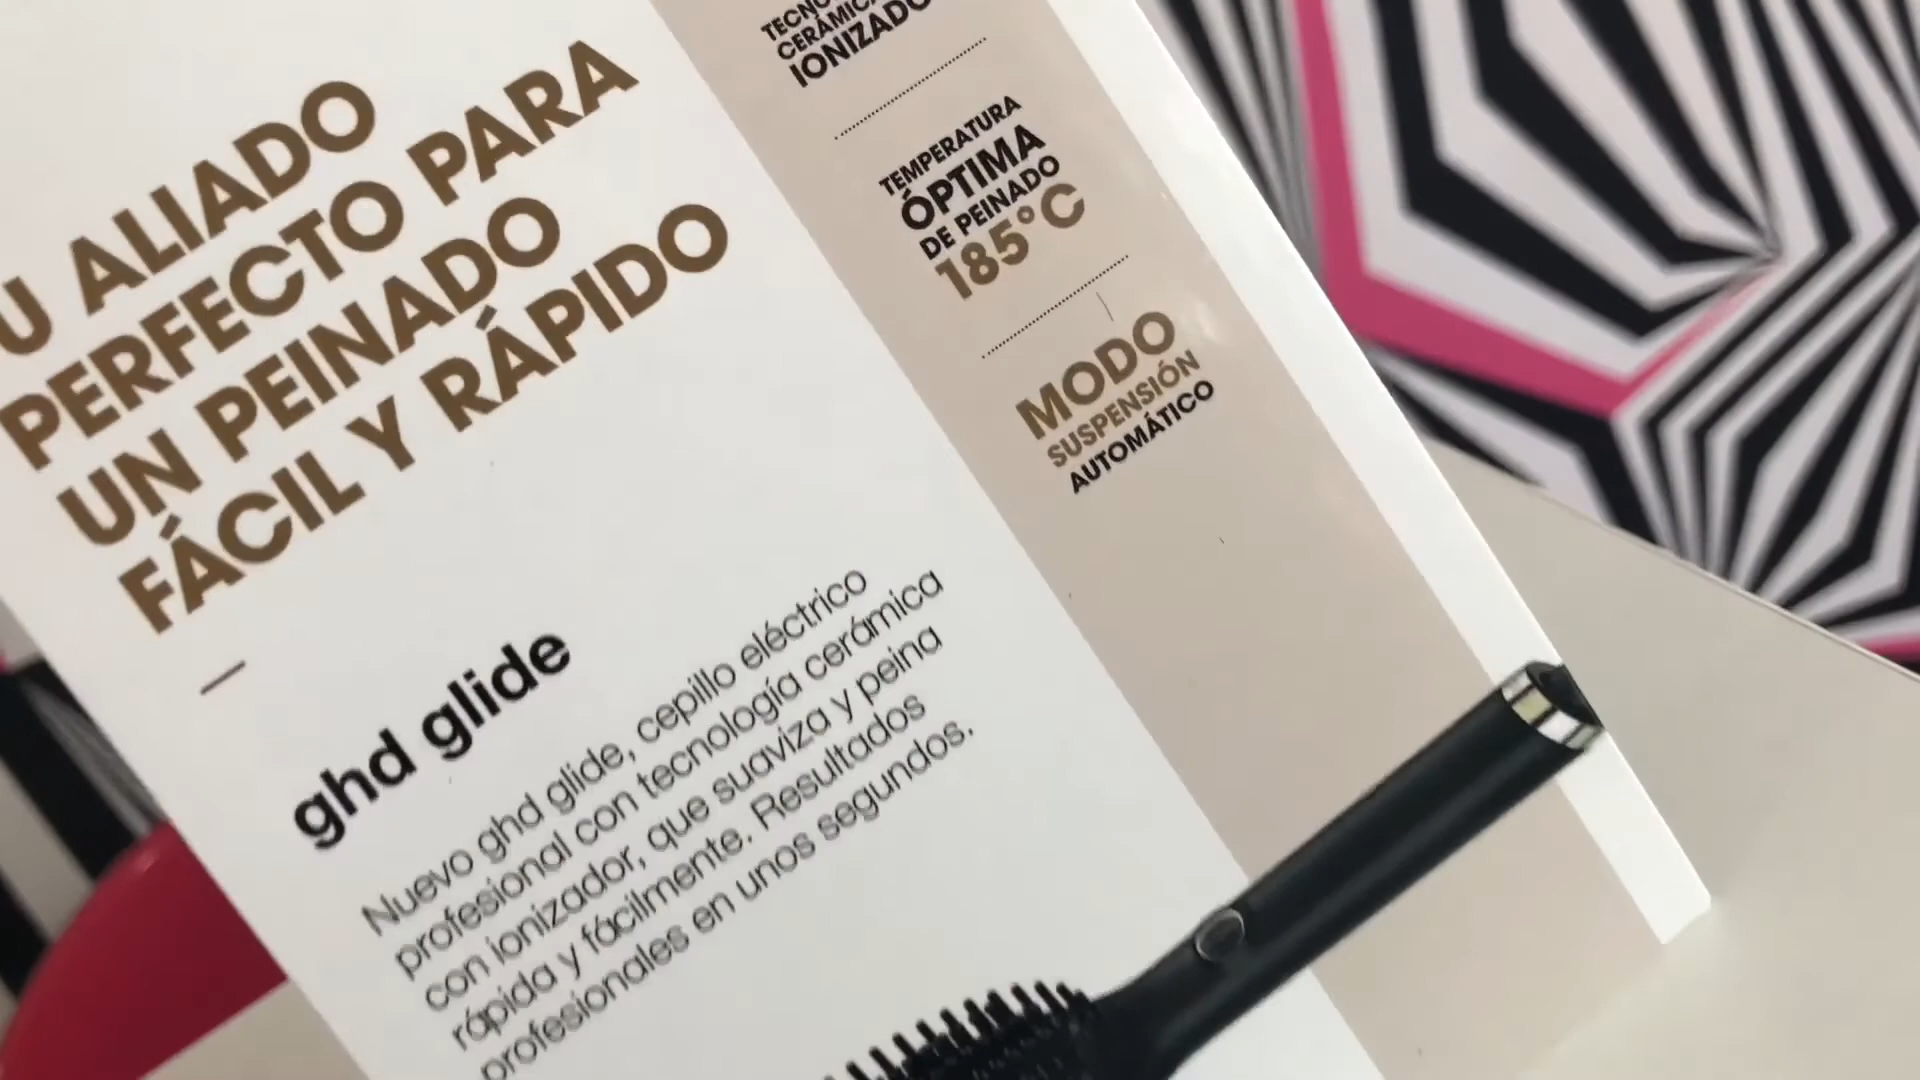 U ALIADO
PERFECTO PARA
UN PEINADO
FÁCIL Y RÁPIDO
ghd glide
Nuevo ghd glide, cepillo eléctrico
profesional con tecnología cerámica
con ionizador, que suaviza y peina
rápida y fácilmente. Resultados
profesionales en unos segundos.
IONIZADO
TEMPERATURA
ÓPTIMA
DE PEINADO
185°C
MODO
SUSPENSIÓN
AUTOMÁTICO